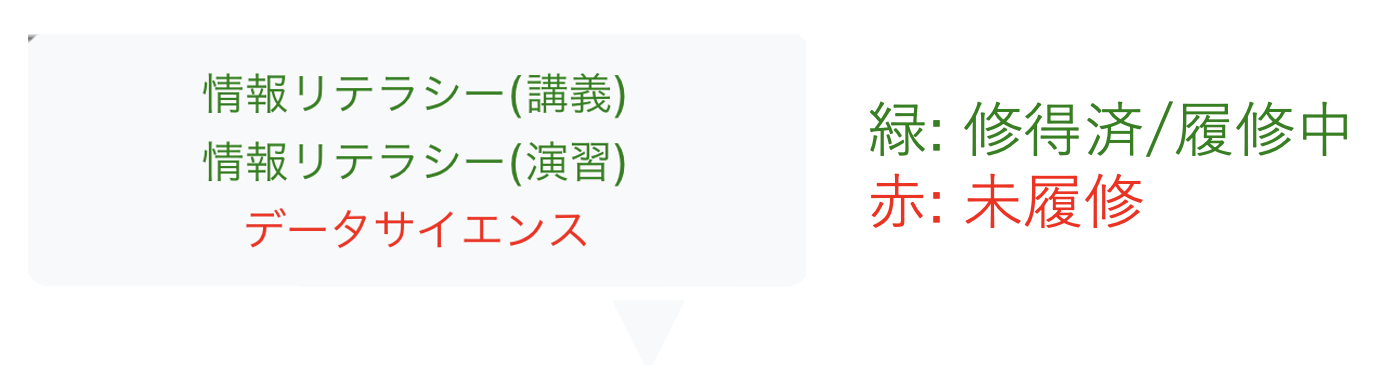 情報リテラシー(講義)
情報リテラシー(演習)
データサイエンス
緑: 修得済/履修中
赤: 未履修